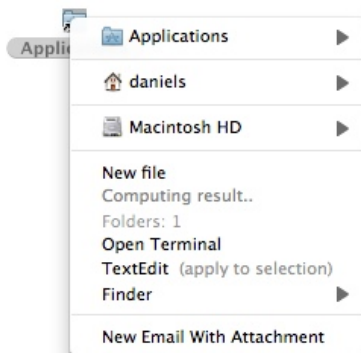 Applications
daniels
Macintosh HD
New file
Computing result..
Folders: 1
Open Terminal
TextEdit (apply to selection)
Finder
New Email With Attachment